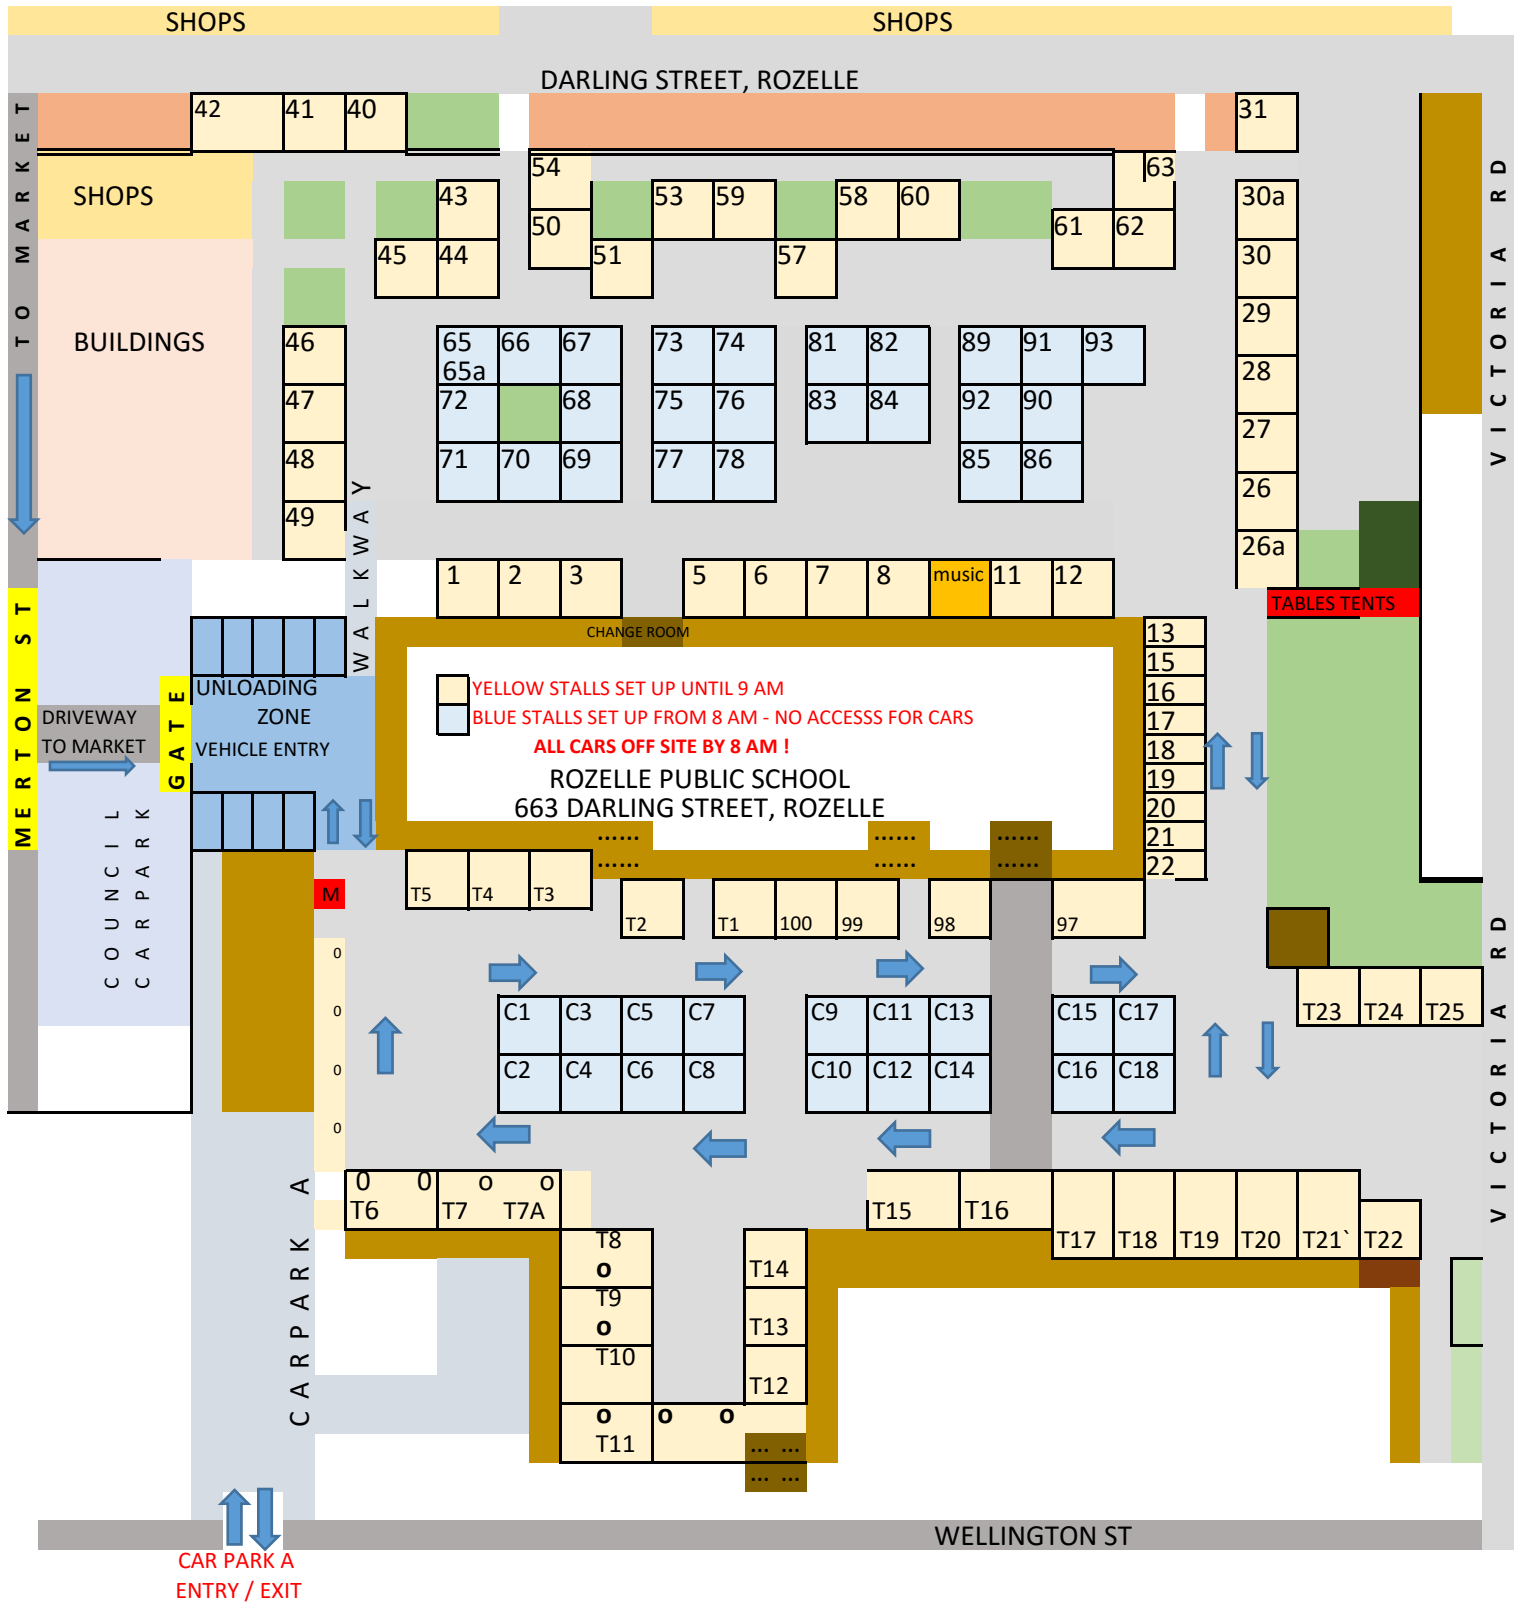 SHOPS
SHOPS
DARLING STREET, ROZELLE
TO MARKET
42
41
40
31
VICTORIA RD
SHOPS
54
63
43
53
59
58
60
30a
50
61
62
45
44
51
57
30
29
BUILDINGS
46
65
66
67
73
74
81
82
89
91
93
65a
28
47
72
68
75
76
83
84
92
90
27
48
71
70
69
77
78
85
86
26
49
26a
WALKWAY
1
2
3
5
6
7
8
music
11
12
TABLES TENTS
MERTON ST
CHANGE ROOM
13
15
16
17
18
19
20
21
22
GATE
UNLOADING
ZONE
VEHICLE ENTRY
DRIVEWAY
TO MARKET
YELLOW STALLS SET UP UNTIL 9 AM
BLUE STALLS SET UP FROM 8 AM - NO ACCESSS FOR CARS
ALL CARS OFF SITE BY 8 AM !
ROZELLE PUBLIC SCHOOL
663 DARLING STREET, ROZELLE
......
......
......
......
......
......
COUNCIL
CARPARK
M
T5
T4
T3
T2
T1
100
99
98
97
0
0
0
0
T23
T24
T25
C1
C3
C5
C7
C9
C11
C13
C15
C17
C2
C4
C6
C8
C10
C12
C14
C16
C18
VICTORIA RD
CARPARK A
0
0
o
o
T6
T7
T7A
T15
T16
T8
o
T14
T17
T18
T19
T20
T21`
T22
T9
o
T13
T10
T12
o
o
o
T11
... ...
... ...
WELLINGTON ST
CAR PARK A
ENTRY / EXIT